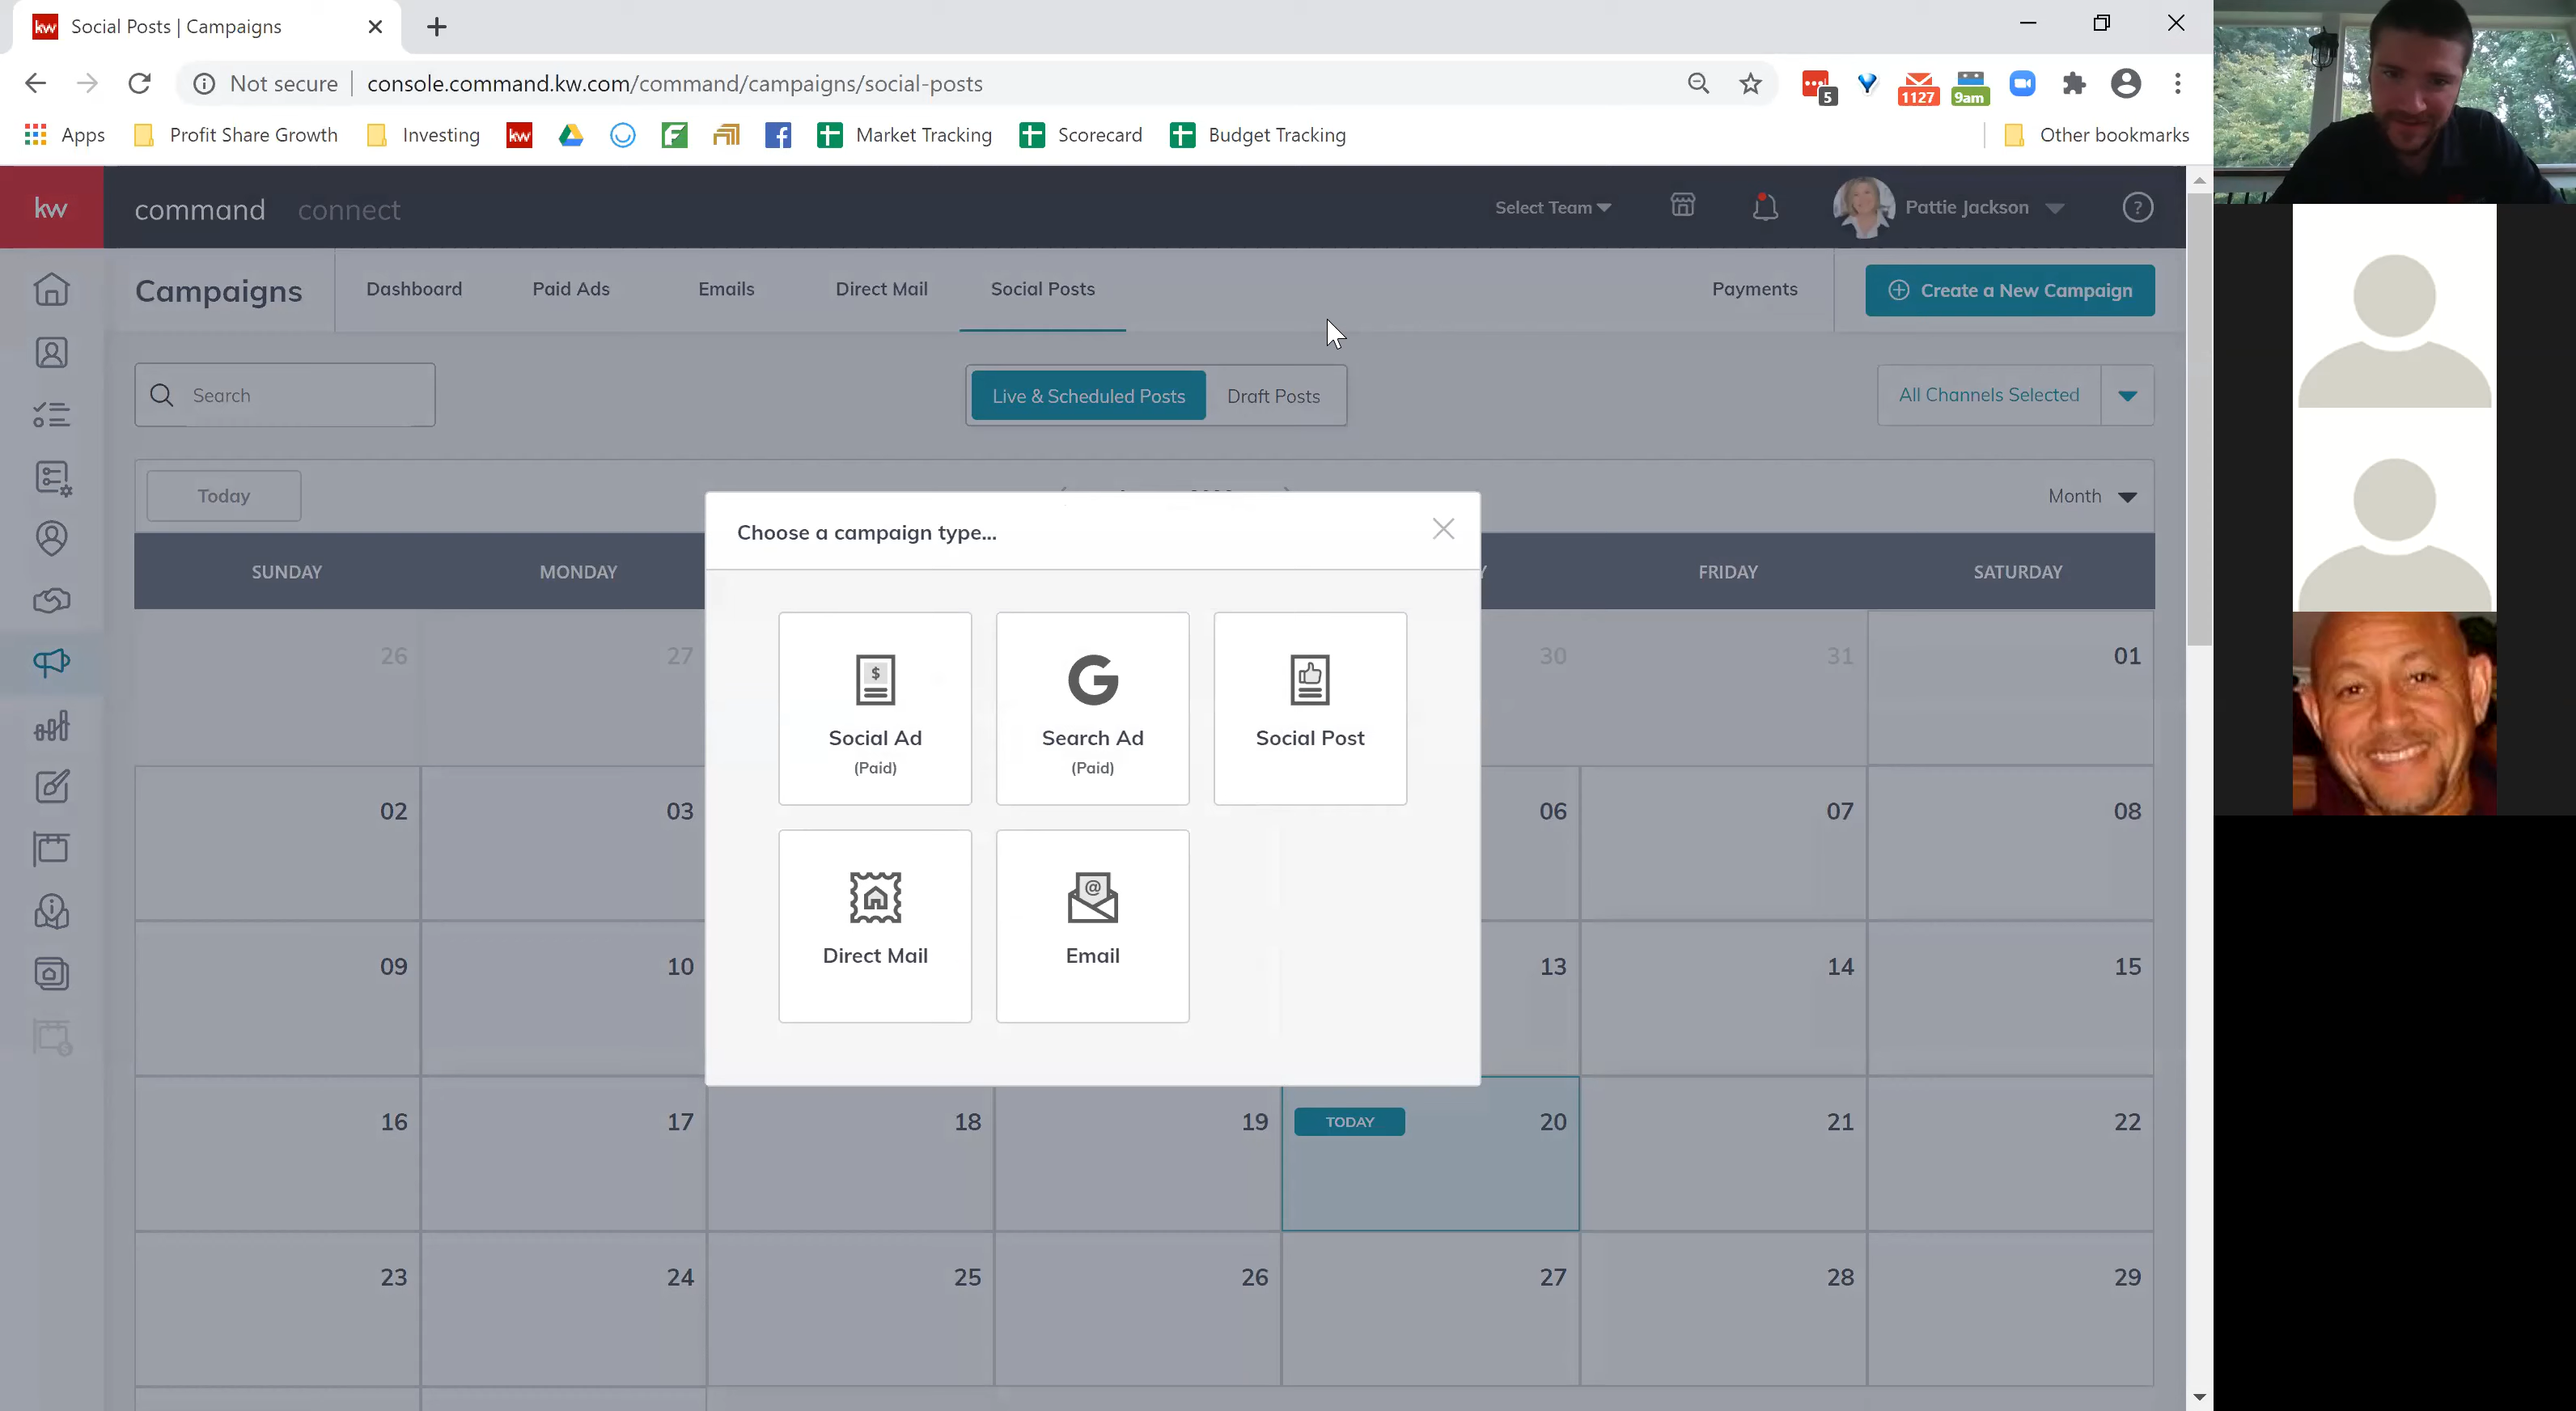 kw Social Posts | Campaigns
Not secure console.command.kw.com/command/campaigns/social-posts
5 1127 9am
Apps Profit Share Growth Investing kw Market Tracking Scorecard Budget Tracking Other bookmarks
kw command connect Select Team Pattie Jackson ?
Campaigns Dashboard Paid Ads Emails Direct Mail Social Posts Payments Create a New Campaign
Search Live & Scheduled Posts Draft Posts All Channels Selected
Today Month
Choose a campaign type...
SUNDAY MONDAY FRIDAY SATURDAY
26 27 30 31 01
Social Ad Search Ad Social Post
(Paid) (Paid)
02 03 06 07 08
Direct Mail Email
09 10 13 14 15
16 17 18 19 TODAY 20 21 22
23 24 25 26 27 28 29